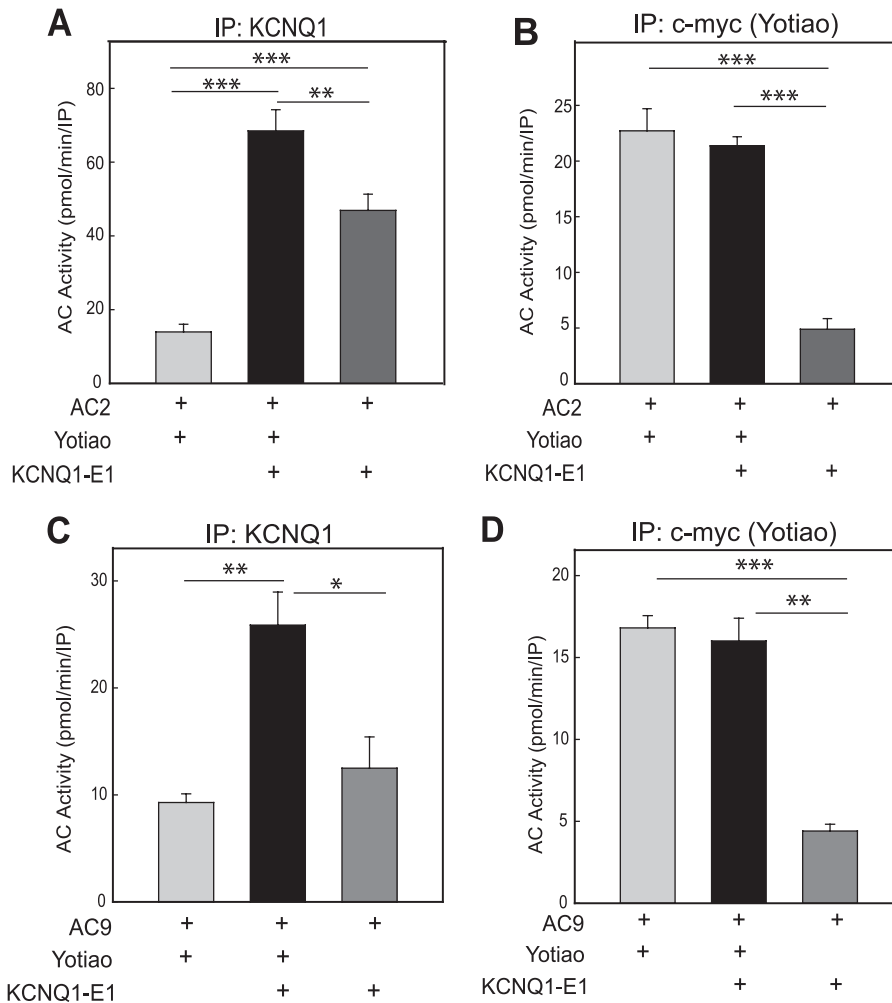 A
IP: KCNQ1
AC Activity (pmol/min/IP)
80
60
40
20
0
***
***
**
AC2 + + +
Yotiao + +
KCNQ1-E1 + +
B
IP: c-myc (Yotiao)
AC Activity (pmol/min/IP)
25
20
15
10
5
0
***
***
AC2 + + +
Yotiao + +
KCNQ1-E1 + +
C
IP: KCNQ1
AC Activity (pmol/min/IP)
30
20
10
0
**
*
AC9 + + +
Yotiao + +
KCNQ1-E1 + +
D
IP: c-myc (Yotiao)
AC Activity (pmol/min/IP)
20
15
10
5
0
***
**
AC9 + + +
Yotiao + +
KCNQ1-E1 + +